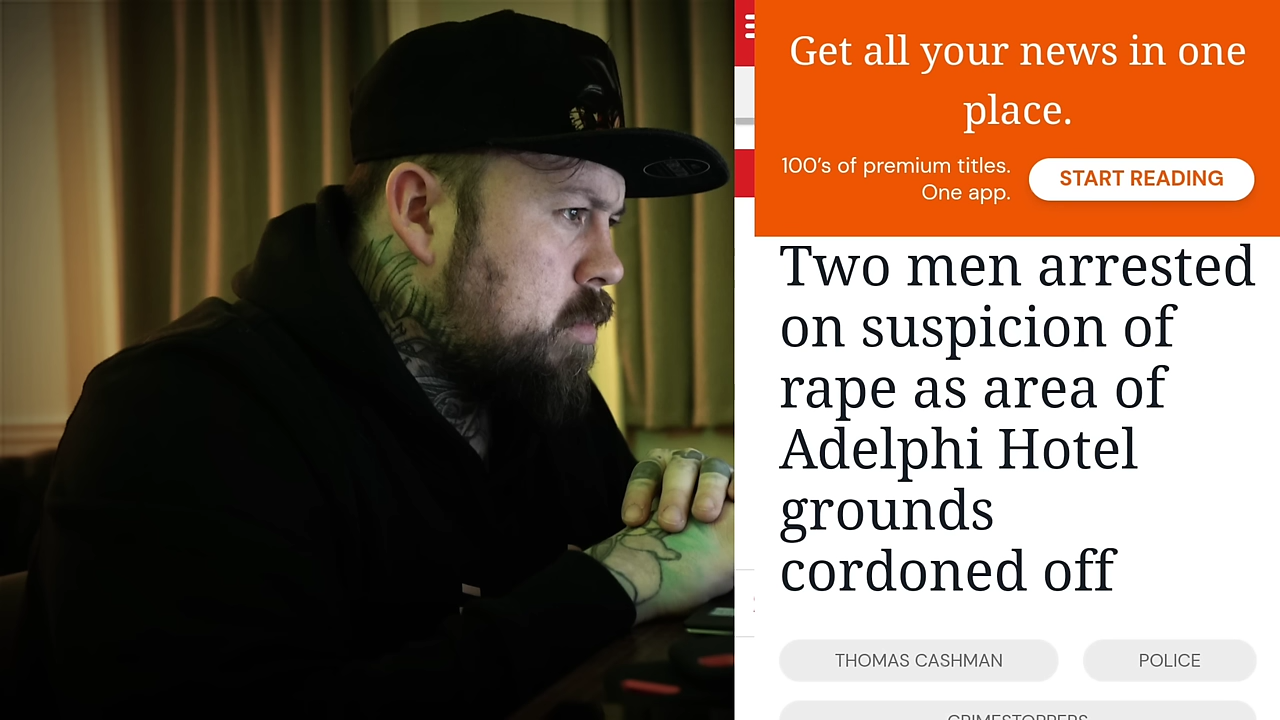 Get all your news in one
place.
100's of premium titles.
One app.
START READING
Two men arrested
on suspicion of
rape as area of
Adelphi Hotel
grounds
cordoned off
THOMAS CASHMAN
POLICE
CRIMESTOPPERS